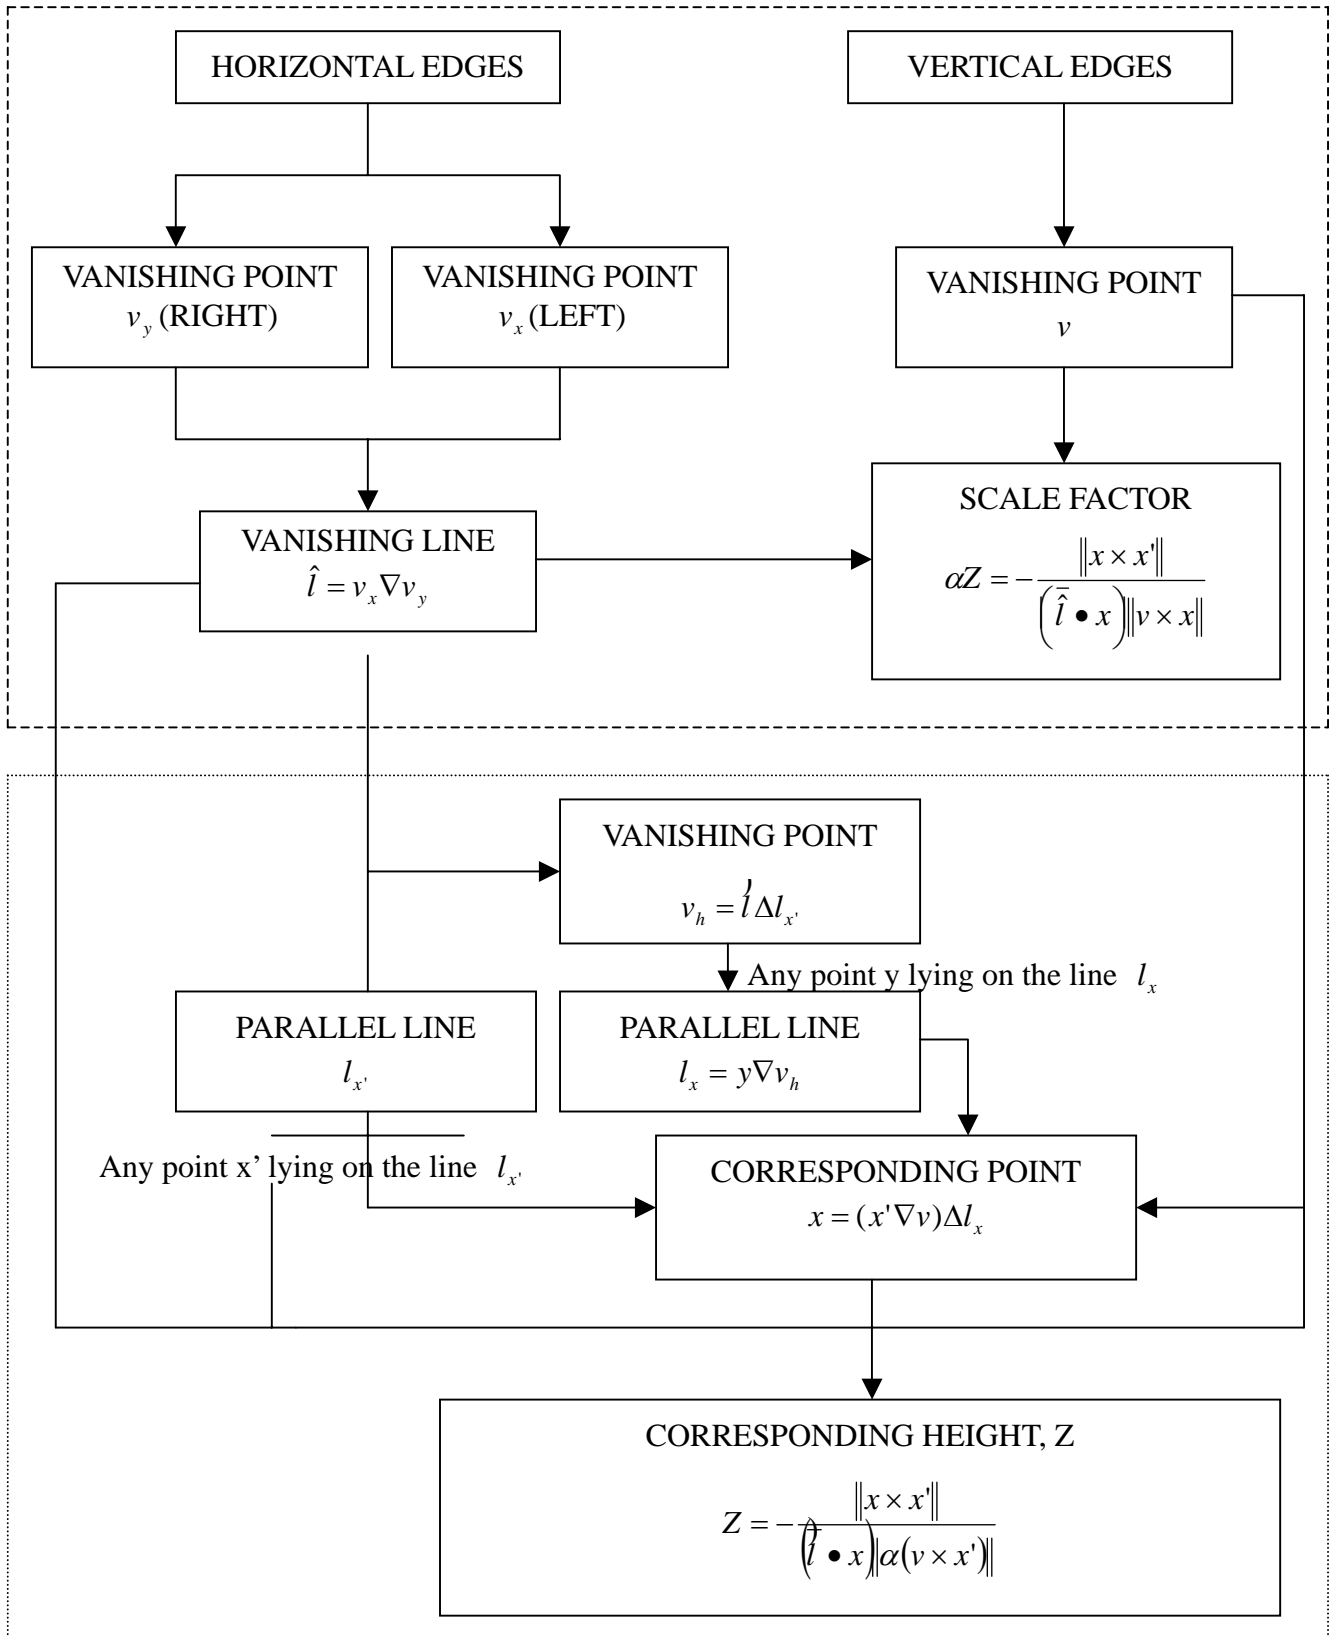 HORIZONTAL EDGES
VERTICAL EDGES
VANISHING POINT
v_y (RIGHT)
VANISHING POINT
v_x (LEFT)
VANISHING POINT
v
VANISHING LINE
l̂ = v_x ∇ v_y
SCALE FACTOR
αZ = − ‖x × x'‖ / (l̂̄ • x)‖v × x‖
VANISHING POINT
v_h = l̂ Δ l_x'
Any point y lying on the line l_x
PARALLEL LINE
l_x'
PARALLEL LINE
l_x = y ∇ v_h
Any point x’ lying on the line l_x'
CORRESPONDING POINT
x = (x' ∇ v) Δ l_x
CORRESPONDING HEIGHT, Z
Z = − ‖x × x'‖ / (l̄ • x)‖α(v × x')‖